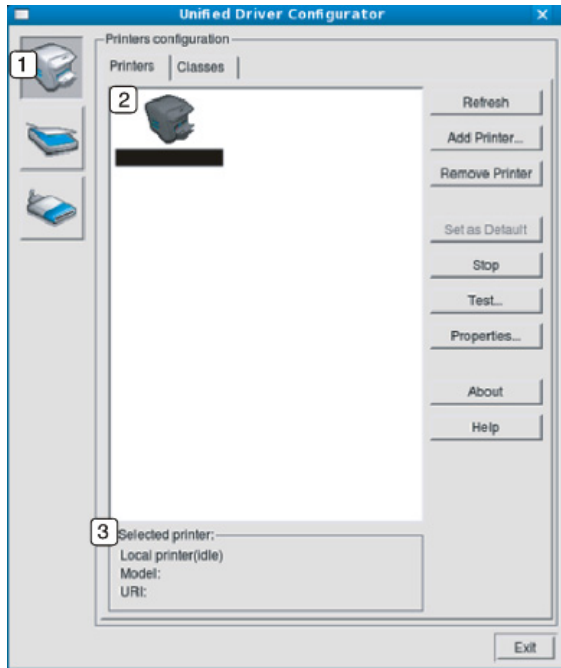 Unified Driver Configurator
Printers configuration
1
Printers
Classes
2
Refresh
Add Printer...
Remove Printer
Set as Default
Stop
Test...
Properties...
About
Help
3
Selected printer:
Local printer(idle)
Model:
URI:
Exit